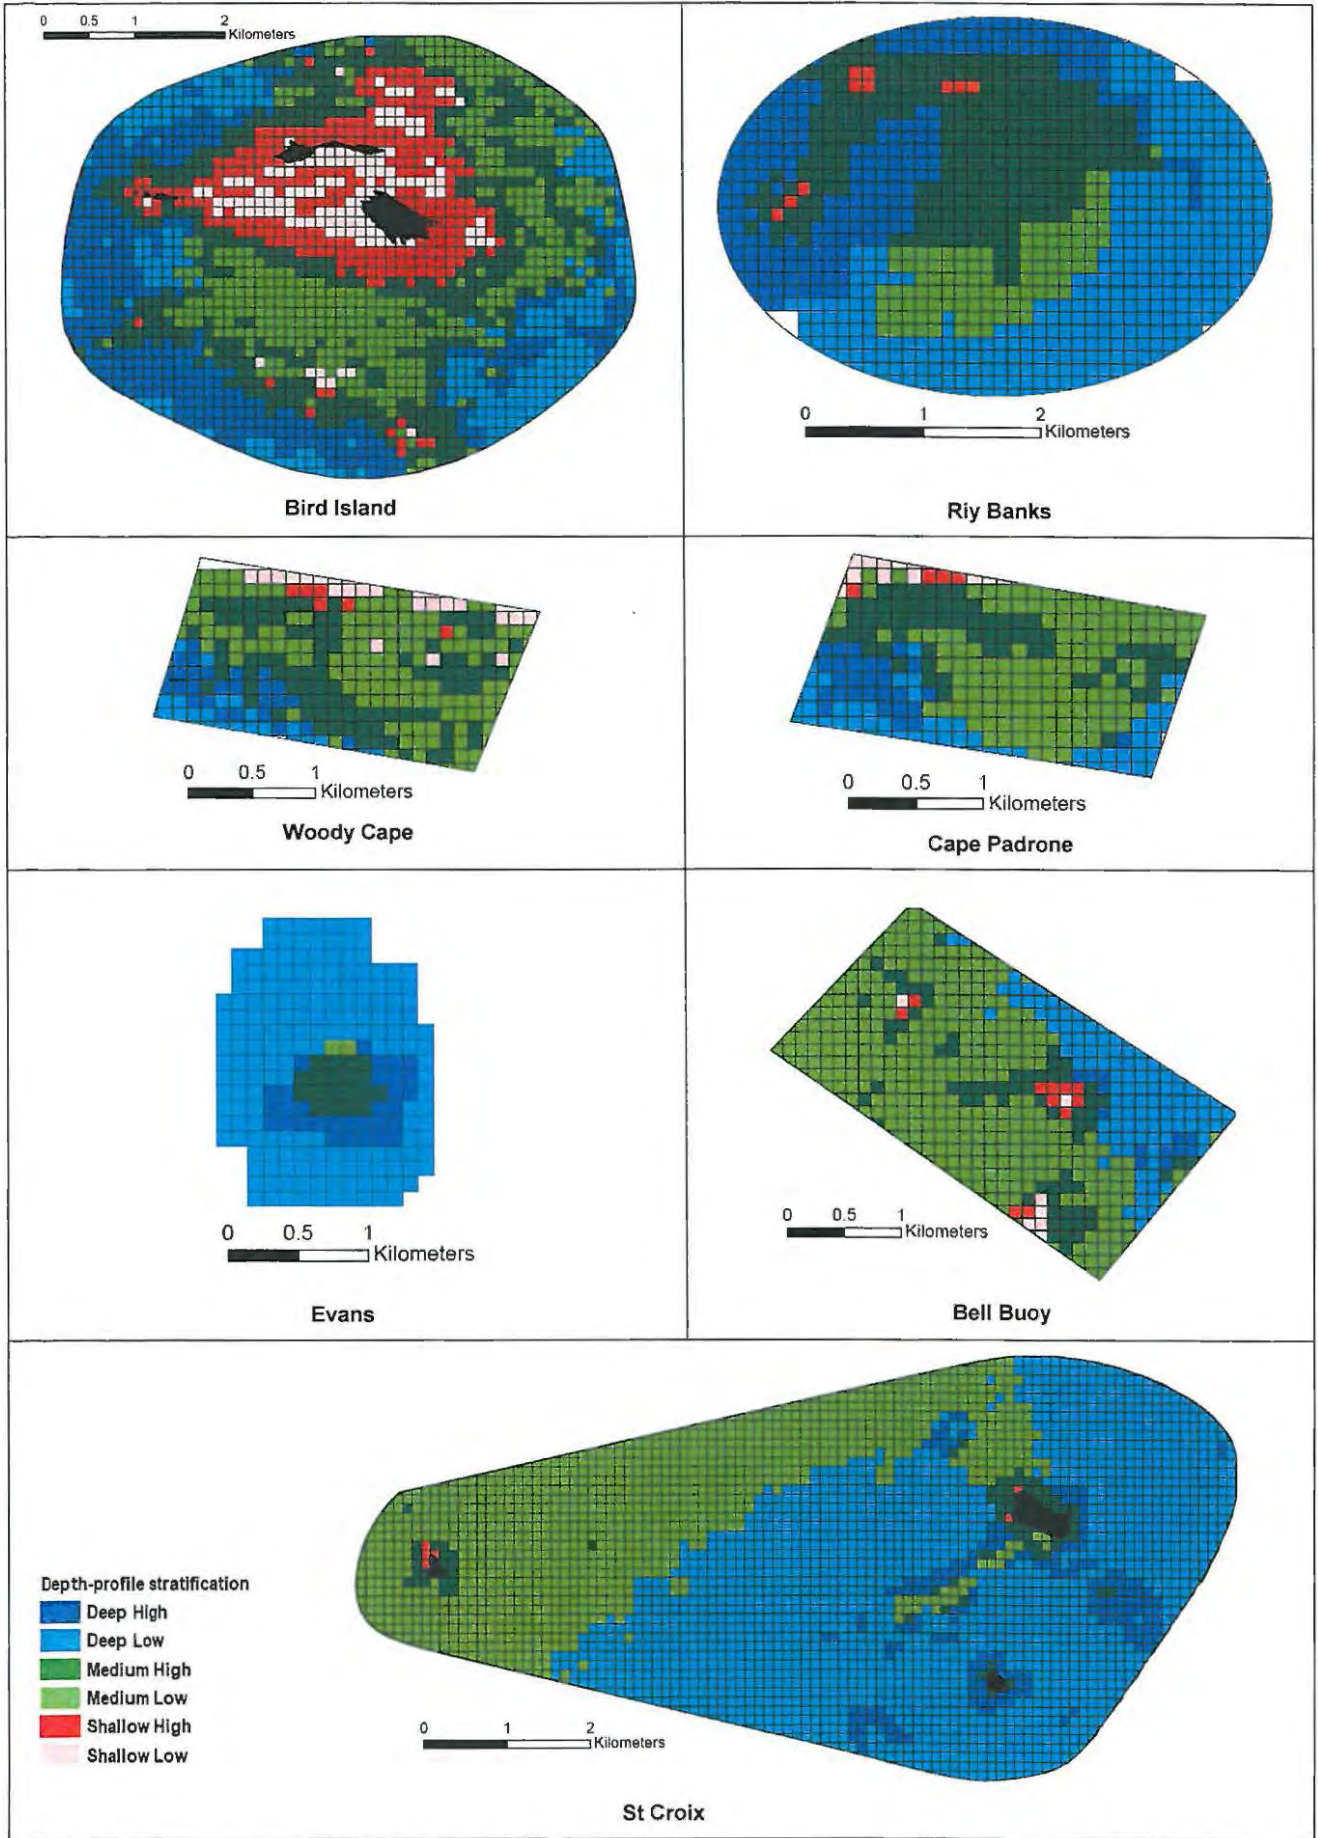 0 0.5 1 2
Kilometers
Bird Island
0 1 2
Kilometers
Riy Banks
0 0.5 1
Kilometers
Woody Cape
0 0.5 1
Kilometers
Cape Padrone
0 0.5 1
Kilometers
Evans
0 0.5 1
Kilometers
Bell Buoy
Depth-profile stratification
Deep High
Deep Low
Medium High
Medium Low
Shallow High
Shallow Low
0 1 2
Kilometers
St Croix